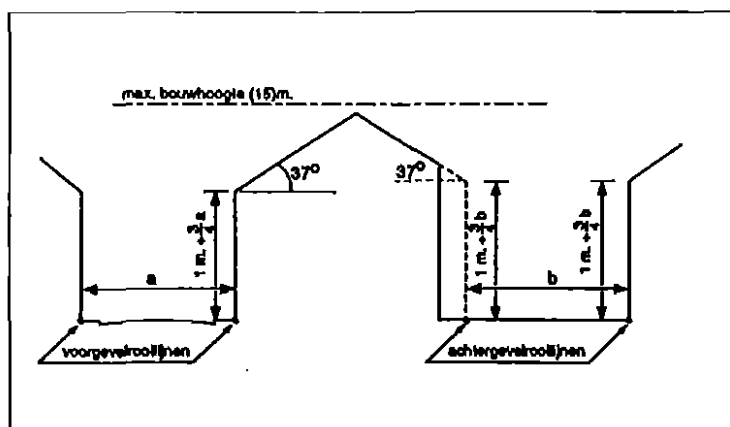 max. bouwhoogte (15)m.
37°
37°
1 m. + 3/4 a
1 m. + 3/4 b
1 m. + 3/4 b
a
b
voorgevelrooilijnen
achtergevelrooilijnen